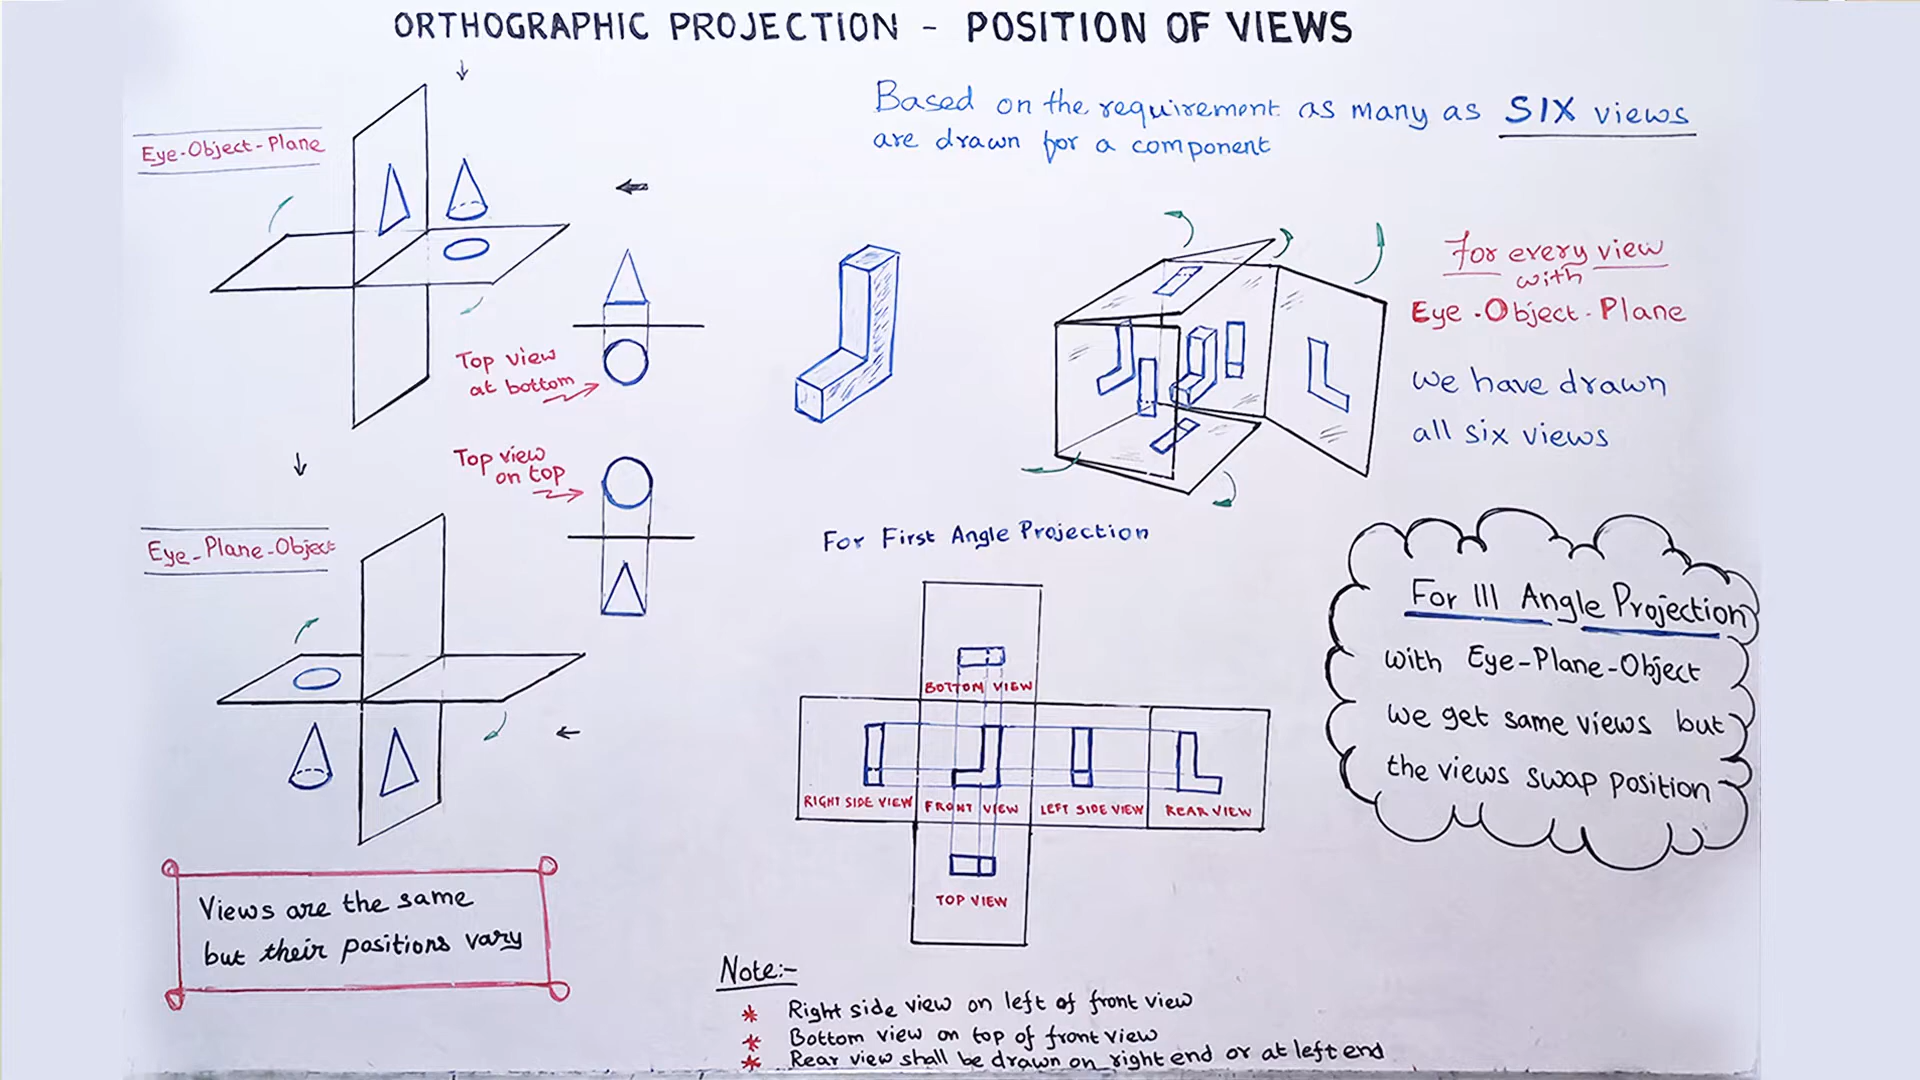 ORTHOGRAPHIC PROJECTION - POSITION OF VIEWS
Eye-Object-Plane
Based on the requirement as many as SIX views
are drawn for a component
Top view
at bottom
For every view
with
Eye-Object-Plane
we have drawn
all six views
Top view
on top
Eye-Plane-Object
For First Angle Projection
For III Angle Projection
with Eye-Plane-Object
we get same views but
the views swap position
BOTTOM VIEW
RIGHT SIDE VIEW
FRONT VIEW
LEFT SIDE VIEW
REAR VIEW
TOP VIEW
Views are the same
but their positions vary
Note:-
* Right side view on left of front view
* Bottom view on top of front view
* Rear view shall be drawn on right end or at left end